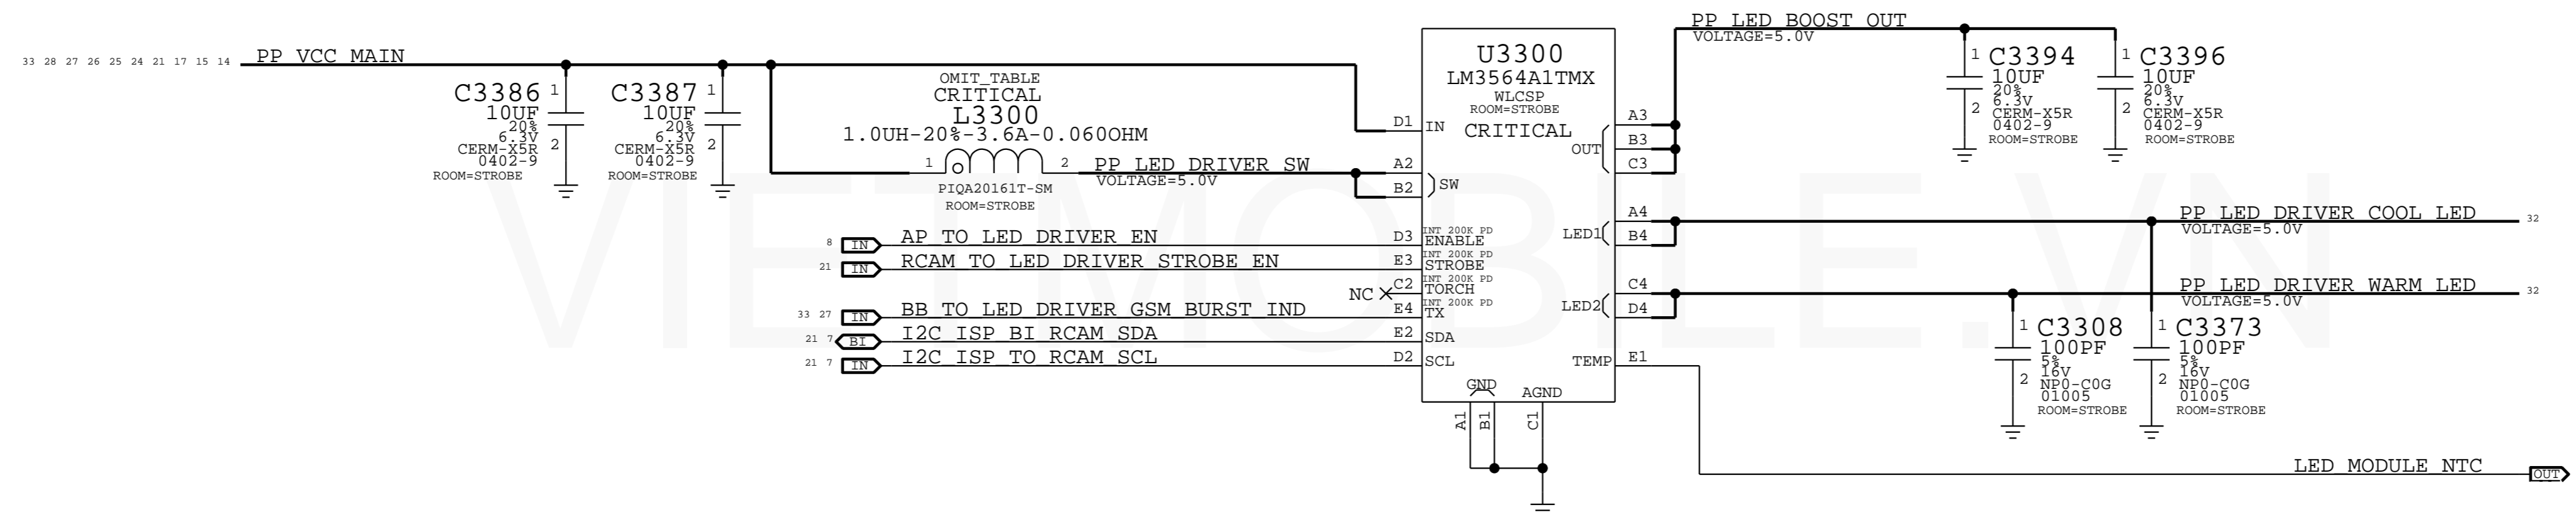 33 28 27 26 25 24 21 17 15 14
PP_VCC_MAIN
C3386
10UF
20%
6.3V
CERM-X5R
0402-9
ROOM=STROBE
1
2
C3387
10UF
20%
6.3V
CERM-X5R
0402-9
ROOM=STROBE
1
2
OMIT_TABLE
CRITICAL
L3300
1.0UH-20%-3.6A-0.060OHM
1
2
PIQA20161T-SM
ROOM=STROBE
PP_LED_DRIVER_SW
VOLTAGE=5.0V
8
IN
AP_TO_LED_DRIVER_EN
21
IN
RCAM_TO_LED_DRIVER_STROBE_EN
NC
33 27
IN
BB_TO_LED_DRIVER_GSM_BURST_IND
21 7
BI
I2C_ISP_BI_RCAM_SDA
21 7
IN
I2C_ISP_TO_RCAM_SCL
U3300
LM3564A1TMX
WLCSP
ROOM=STROBE
CRITICAL
D1
IN
A2
B2
SW
D3
INT 200K PD
ENABLE
E3
INT 200K PD
STROBE
C2
INT 200K PD
TORCH
E4
INT 200K PD
TX
E2
SDA
D2
SCL
GND
AGND
A1
B1
C1
OUT
A3
B3
C3
LED1
A4
B4
LED2
C4
D4
TEMP
E1
PP_LED_BOOST_OUT
VOLTAGE=5.0V
1
2
C3394
10UF
20%
6.3V
CERM-X5R
0402-9
ROOM=STROBE
1
2
C3396
10UF
20%
6.3V
CERM-X5R
0402-9
ROOM=STROBE
PP_LED_DRIVER_COOL_LED
VOLTAGE=5.0V
32
PP_LED_DRIVER_WARM_LED
VOLTAGE=5.0V
32
1
2
C3308
100PF
5%
16V
NP0-C0G
01005
ROOM=STROBE
1
2
C3373
100PF
5%
16V
NP0-C0G
01005
ROOM=STROBE
LED_MODULE_NTC
OUT
VIETMOBILE.VN